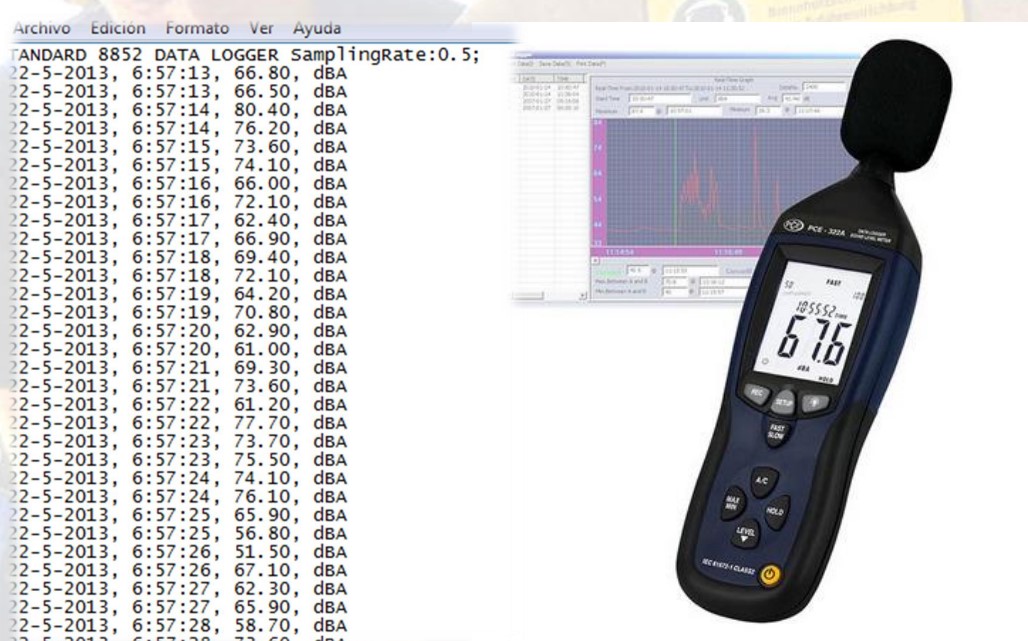 Archivo Edición Formato Ver Ayuda
TANDARD 8852 DATA LOGGER SamplingRate:0.5;
22-5-2013, 6:57:13, 66.80, dBA
22-5-2013, 6:57:13, 66.50, dBA
22-5-2013, 6:57:14, 80.40, dBA
22-5-2013, 6:57:14, 76.20, dBA
22-5-2013, 6:57:15, 73.60, dBA
22-5-2013, 6:57:15, 74.10, dBA
22-5-2013, 6:57:16, 66.00, dBA
22-5-2013, 6:57:16, 72.10, dBA
22-5-2013, 6:57:17, 62.40, dBA
22-5-2013, 6:57:17, 66.90, dBA
22-5-2013, 6:57:18, 69.40, dBA
22-5-2013, 6:57:18, 72.10, dBA
22-5-2013, 6:57:19, 64.20, dBA
22-5-2013, 6:57:19, 70.80, dBA
22-5-2013, 6:57:20, 62.90, dBA
22-5-2013, 6:57:20, 61.00, dBA
22-5-2013, 6:57:21, 69.30, dBA
22-5-2013, 6:57:21, 73.60, dBA
22-5-2013, 6:57:22, 61.20, dBA
22-5-2013, 6:57:22, 77.70, dBA
22-5-2013, 6:57:23, 73.70, dBA
22-5-2013, 6:57:23, 75.50, dBA
22-5-2013, 6:57:24, 74.10, dBA
22-5-2013, 6:57:24, 76.10, dBA
22-5-2013, 6:57:25, 65.90, dBA
22-5-2013, 6:57:25, 56.80, dBA
22-5-2013, 6:57:26, 51.50, dBA
22-5-2013, 6:57:26, 67.10, dBA
22-5-2013, 6:57:27, 62.30, dBA
22-5-2013, 6:57:27, 65.90, dBA
22-5-2013, 6:57:28, 58.70, dBA
Real-Time Graph
11:14:54
PCE PCE - 322A DATA LOGGER
SOUND LEVEL METER
50 FAST 100
10:55:52 TIME
67.6
dBA
HOLD
REC SETUP
FAST
SLOW
A/C
MAX
MIN
HOLD
LEVEL
IEC 61672-1 CLASS2